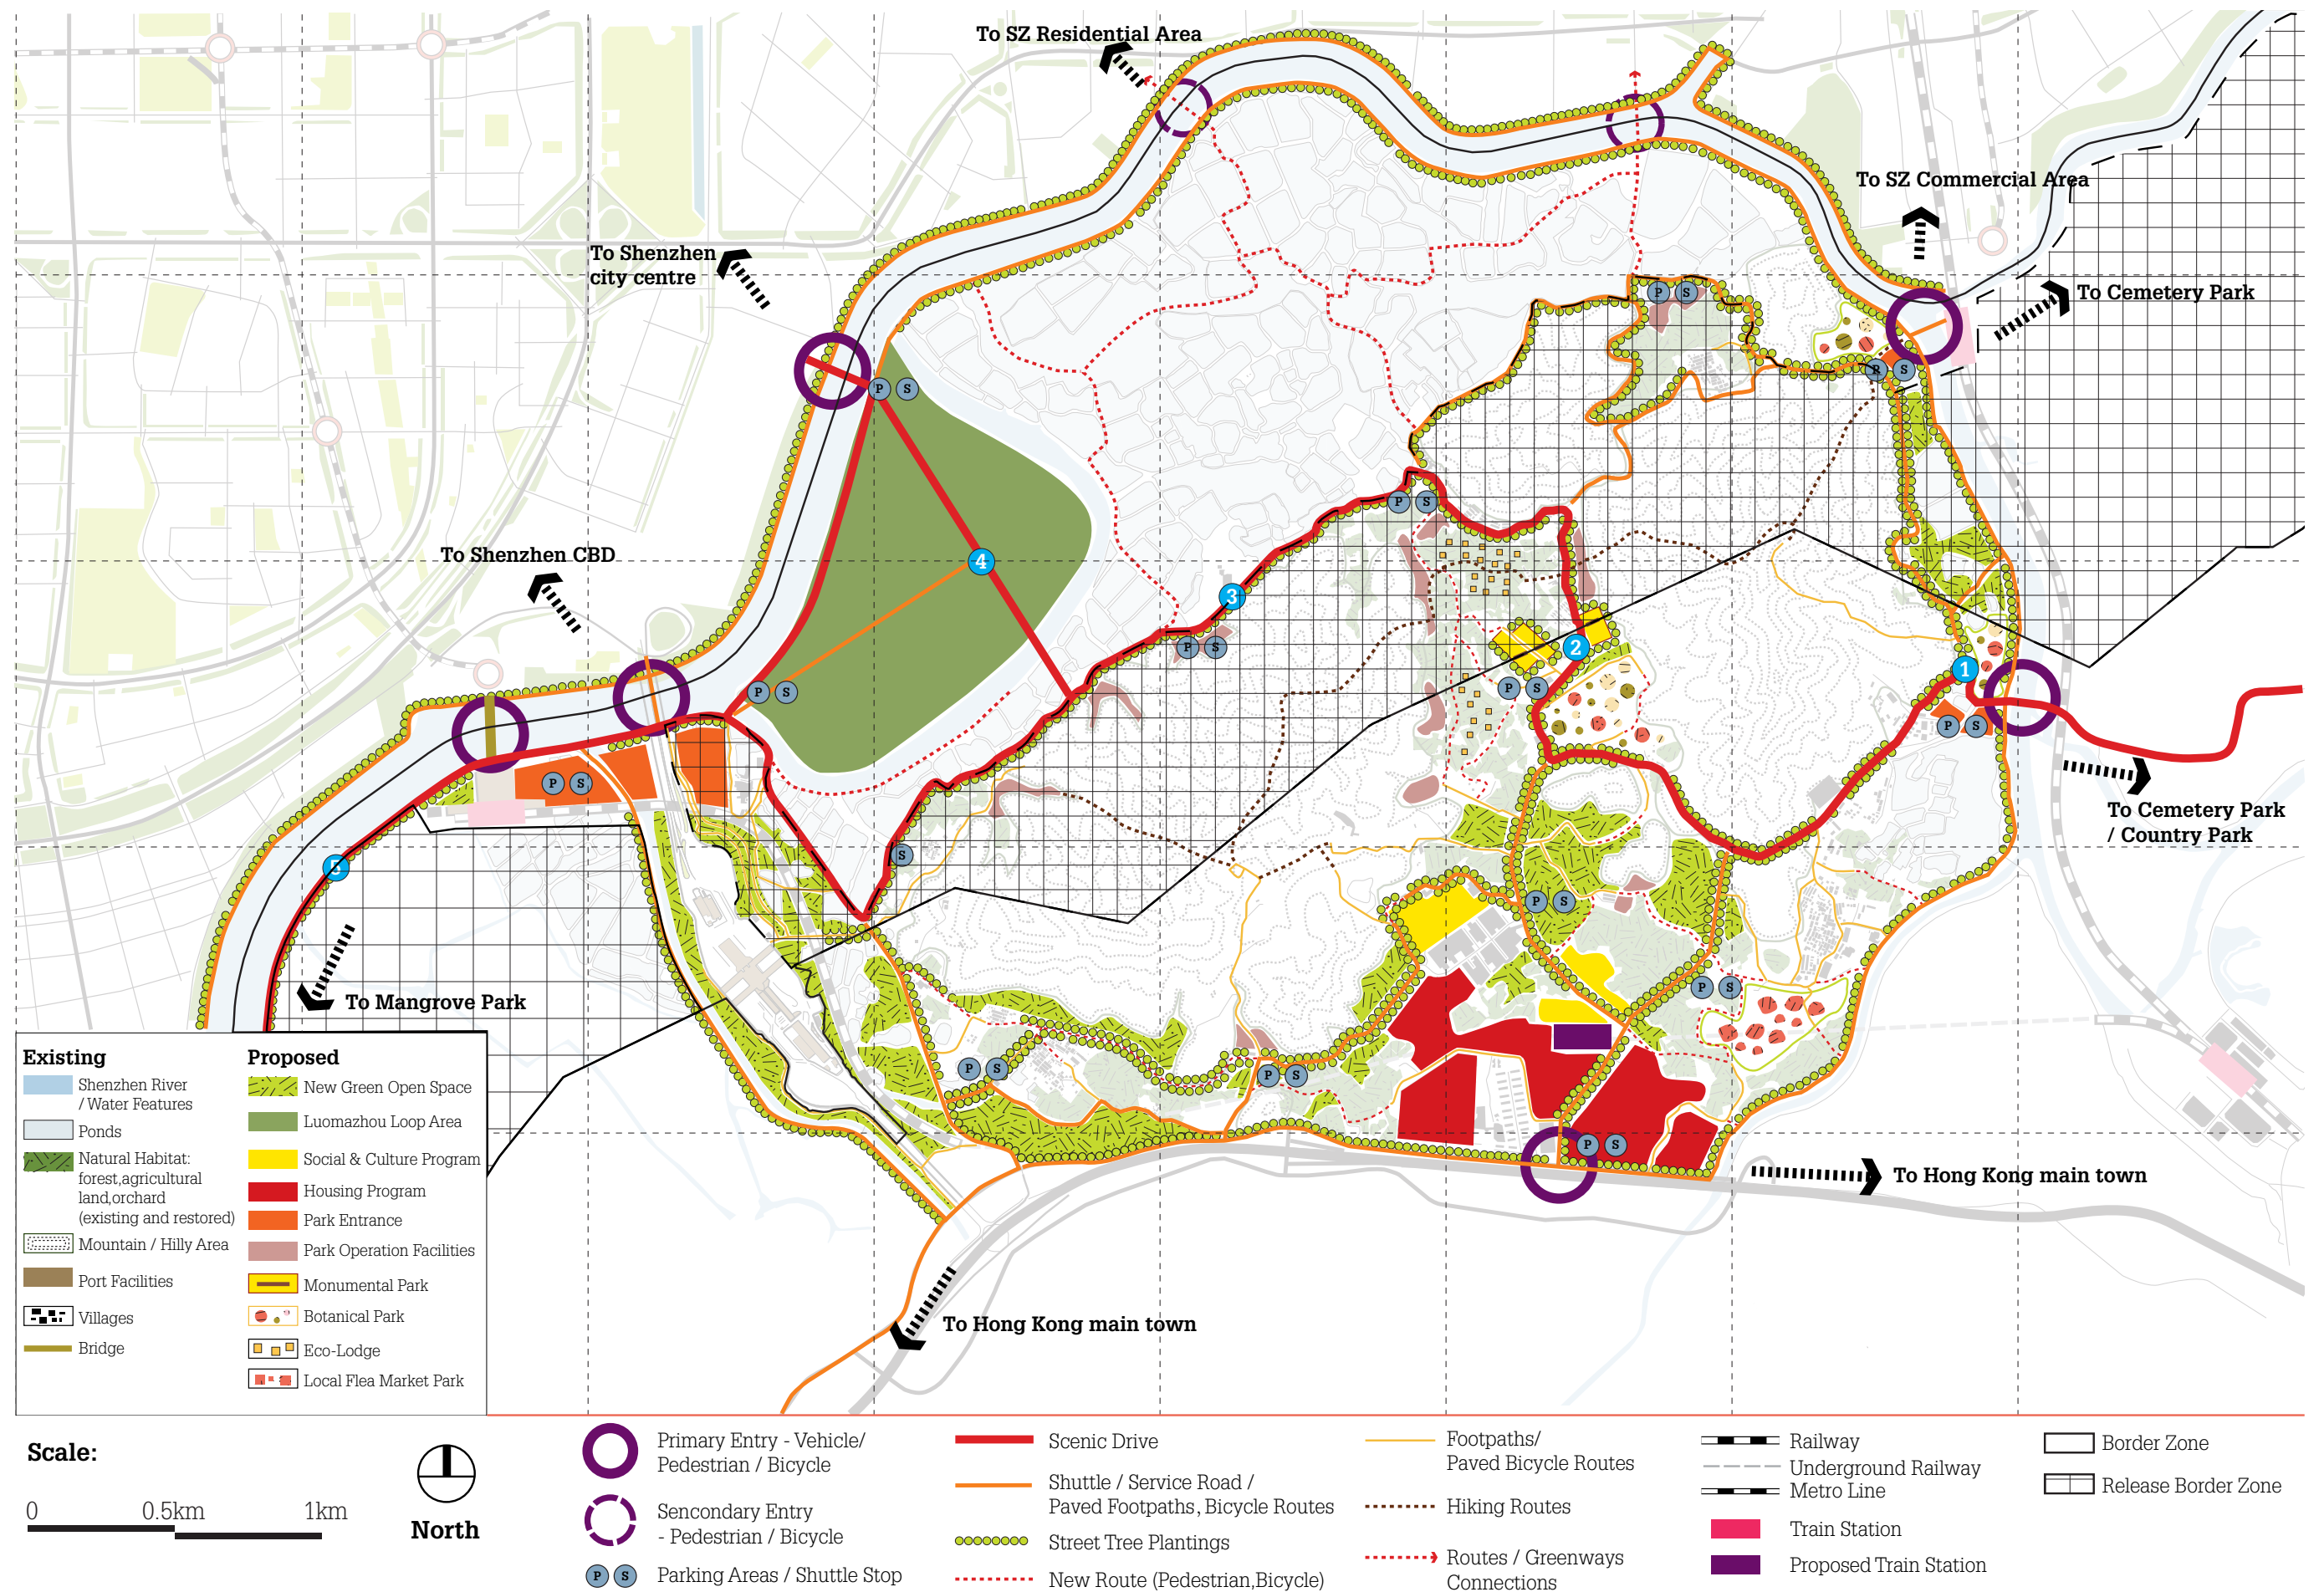 To SZ Residential Area
To SZ Commercial Area
To Shenzhen
city centre
To Cemetery Park
P S
P S
R S
P S
P S
To Shenzhen CBD
4
3
2
1
P S
P S
P S
P S
P S
To Cemetery Park
/ Country Park
S
5
P S
P S
To Mangrove Park
P S
P S
P S
To Hong Kong main town
To Hong Kong main town
Existing
Shenzhen River
/ Water Features
Ponds
Natural Habitat:
forest,agricultural
land,orchard
(existing and restored)
Mountain / Hilly Area
Port Facilities
Villages
Bridge
Proposed
New Green Open Space
Luomazhou Loop Area
Social & Culture Program
Housing Program
Park Entrance
Park Operation Facilities
Monumental Park
Botanical Park
Eco-Lodge
Local Flea Market Park
Scale:
0 0.5km 1km
North
Primary Entry - Vehicle/
Pedestrian / Bicycle
Sencondary Entry
- Pedestrian / Bicycle
P S Parking Areas / Shuttle Stop
Scenic Drive
Shuttle / Service Road /
Paved Footpaths, Bicycle Routes
Street Tree Plantings
New Route (Pedestrian,Bicycle)
Footpaths/
Paved Bicycle Routes
Hiking Routes
Routes / Greenways
Connections
Railway
Underground Railway
Metro Line
Train Station
Proposed Train Station
Border Zone
Release Border Zone